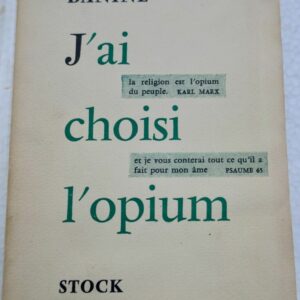 BANINE
J'ai
la religion est l'opium
du peuple. KARL MARX
choisi
et je vous conterai tout ce qu'il a
fait pour mon âme PSAUME 65
l'opium
STOCK